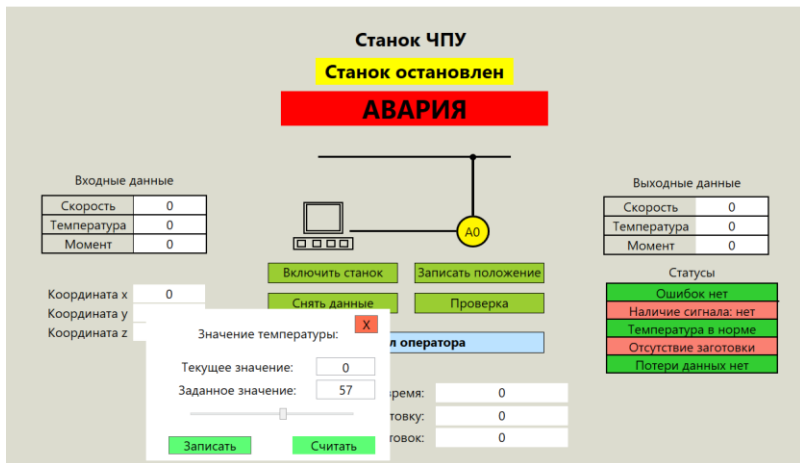 Станок ЧПУ
Станок остановлен
АВАРИЯ
Входные данные
Скорость 0
Температура 0
Момент 0
Координата x 0
Координата y
Координата z
A0
Включить станок Записать положение
Снять данные Проверка
л оператора
ремя: 0
товку: 0
товок: 0
Значение температуры: X
Текущее значение: 0
Заданное значение: 57
Записать Считать
Выходные данные
Скорость 0
Температура 0
Момент 0
Статусы
Ошибок нет
Наличие сигнала: нет
Температура в норме
Отсутствие заготовки
Потери данных нет